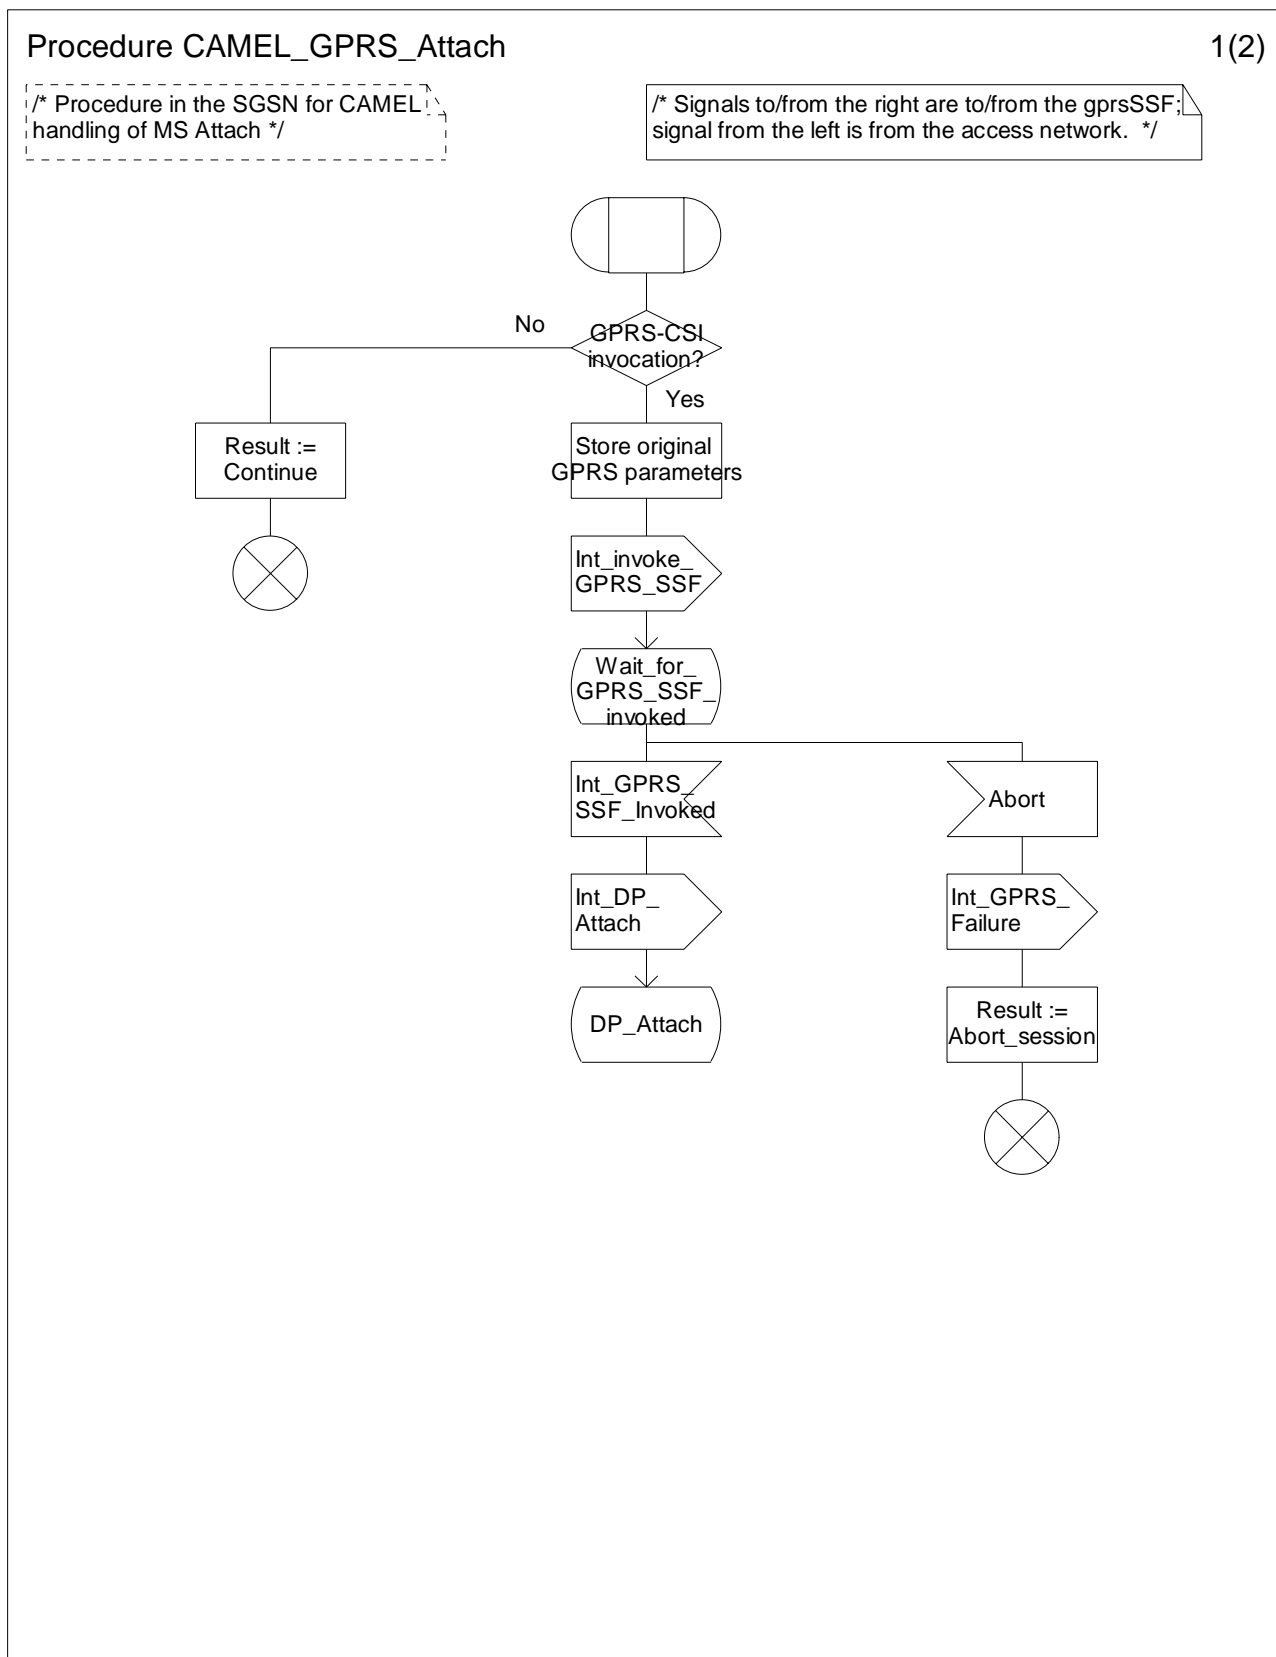 Procedure CAMEL_GPRS_Attach
1(2)
/* Procedure in the SGSN for CAMEL
handling of MS Attach */
/* Signals to/from the right are to/from the gprsSSF;
signal from the left is from the access network.  */
GPRS-CSI
invocation?
No
Yes
Result :=
Continue
Store original
GPRS parameters
Int_invoke_
GPRS_SSF
Wait_for_
GPRS_SSF_
invoked
Int_GPRS_
SSF_Invoked
Abort
Int_DP_
Attach
Int_GPRS_
Failure
DP_Attach
Result :=
Abort_session